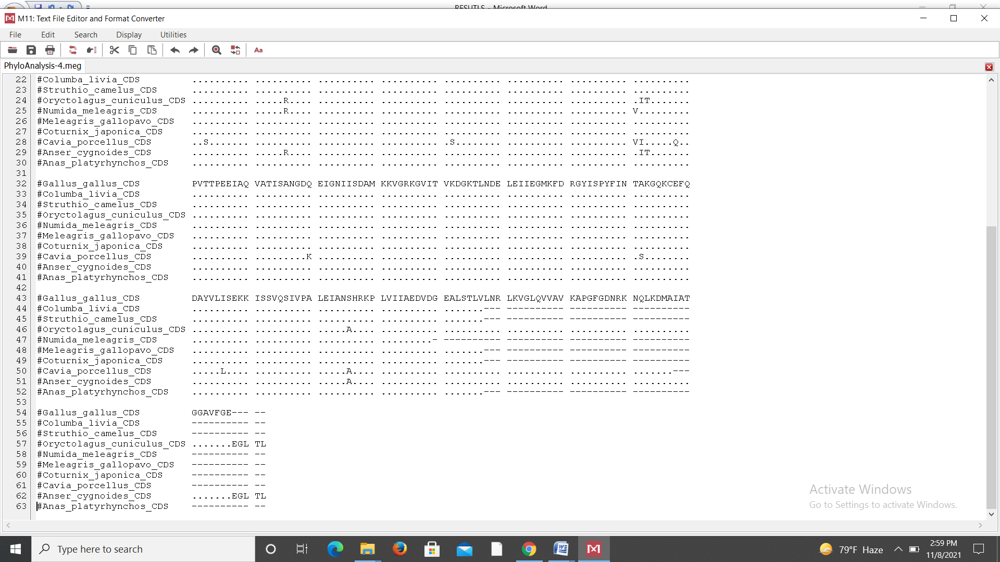 RESUTLS - Microsoft Word
M11: Text File Editor and Format Converter
File Edit Search Display Utilities
Aa
PhyloAnalysis-4.meg
22 #Columba_livia_CDS .......... .......... .......... .......... .......... .......... .......... ..........
23 #Struthio_camelus_CDS .......... .......... .......... .......... .......... .......... .......... ..........
24 #Oryctolagus_cuniculus_CDS .......... .....R.... .......... .......... .......... .......... .......... .IT.......
25 #Numida_meleagris_CDS .......... .....R.... .......... .......... .......... .......... .......... V.........
26 #Meleagris_gallopavo_CDS .......... .......... .......... .......... .......... .......... .......... ..........
27 #Coturnix_japonica_CDS .......... .......... .......... .......... .......... .......... .......... ..........
28 #Cavia_porcellus_CDS ..S....... .......... .......... .......... .S........ .......... .......... VI.....Q..
29 #Anser_cygnoides_CDS .......... .....R.... .......... .......... .......... .......... .......... .IT.......
30 #Anas_platyrhynchos_CDS .......... .......... .......... .......... .......... .......... .......... ..........
31
32 #Gallus_gallus_CDS PVTTPEEIAQ VATISANGDQ EIGNIISDAM KKVGRKGVIT VKDGKTLNDE LEIIEGMKFD RGYISPYFIN TAKGQKCEFQ
33 #Columba_livia_CDS .......... .......... .......... .......... .......... .......... .......... ..........
34 #Struthio_camelus_CDS .......... .......... .......... .......... .......... .......... .......... ..........
35 #Oryctolagus_cuniculus_CDS .......... .......... .......... .......... .......... .......... .......... ..........
36 #Numida_meleagris_CDS .......... .......... .......... .......... .......... .......... .......... ..........
37 #Meleagris_gallopavo_CDS .......... .......... .......... .......... .......... .......... .......... ..........
38 #Coturnix_japonica_CDS .......... .......... .......... .......... .......... .......... .......... ..........
39 #Cavia_porcellus_CDS .......... .........K .......... .......... .......... .......... .......... .S........
40 #Anser_cygnoides_CDS .......... .......... .......... .......... .......... .......... .......... ..........
41 #Anas_platyrhynchos_CDS .......... .......... .......... .......... .......... .......... .......... ..........
42
43 #Gallus_gallus_CDS DAYVLISEKK ISSVQSIVPA LEIANSHRKP LVIIAEDVDG EALSTLVLNR LKVGLQVVAV KAPGFGDNRK NQLKDMAIAT
44 #Columba_livia_CDS .......... .......... .......... .......... .......--- ---------- ---------- ----------
45 #Struthio_camelus_CDS .......... .......... .......... .......... .......--- ---------- ---------- ----------
46 #Oryctolagus_cuniculus_CDS .......... .......... .....A.... .......... .......... .......... .......... ..........
47 #Numida_meleagris_CDS .......... .......... .......... .........- ---------- ---------- ---------- ----------
48 #Meleagris_gallopavo_CDS .......... .......... .......... .......... .......--- ---------- ---------- ----------
49 #Coturnix_japonica_CDS .......... .......... .......... .......... .......--- ---------- ---------- ----------
50 #Cavia_porcellus_CDS .....L.... .......... .....A.... .......... .......... .......... .......... .......---
51 #Anser_cygnoides_CDS .......... .......... .....A.... .......... .......... .......... .......... ..........
52 #Anas_platyrhynchos_CDS .......... .......... .......... .......... .......--- ---------- ---------- ----------
53
54 #Gallus_gallus_CDS GGAVFGE--- --
55 #Columba_livia_CDS ---------- --
56 #Struthio_camelus_CDS ---------- --
57 #Oryctolagus_cuniculus_CDS .......EGL TL
58 #Numida_meleagris_CDS ---------- --
59 #Meleagris_gallopavo_CDS ---------- --
60 #Coturnix_japonica_CDS ---------- --
61 #Cavia_porcellus_CDS ---------- --
62 #Anser_cygnoides_CDS .......EGL TL
63 #Anas_platyrhynchos_CDS ---------- --
Activate Windows
Go to Settings to activate Windows.
Type here to search
79°F Haze
2:59 PM
11/8/2021